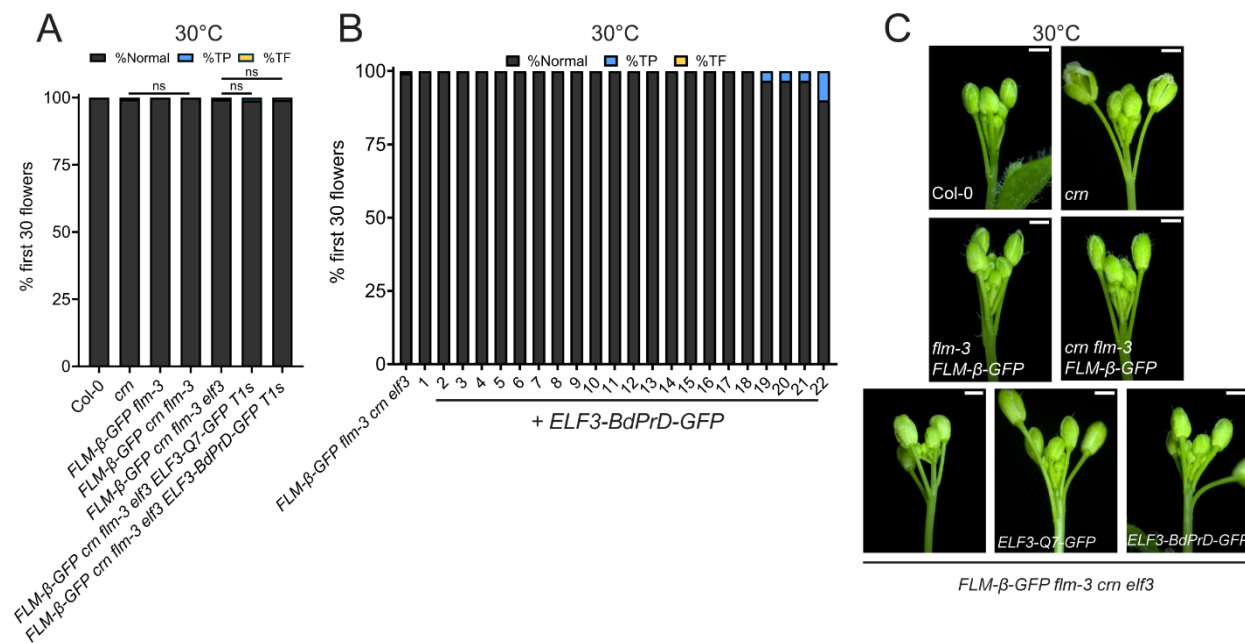 A
30°C
%Normal %TP %TF
ns
ns
ns
% first 30 flowers
100
75
50
25
0
Col-0
crn
FLM-β-GFP flm-3
FLM-β-GFP crn flm-3
FLM-β-GFP crn flm-3 elf3
FLM-β-GFP crn flm-3 elf3 ELF3-Q7-GFP T1s
FLM-β-GFP crn flm-3 elf3 ELF3-BdPrD-GFP T1s
B
30°C
%Normal %TP %TF
% first 30 flowers
100
75
50
25
0
FLM-β-GFP flm-3 crn elf3
1 2 3 4 5 6 7 8 9 10 11 12 13 14 15 16 17 18 19 20 21 22
+ ELF3-BdPrD-GFP
C
30°C
Col-0
crn
flm-3
FLM-β-GFP
crn flm-3
FLM-β-GFP
ELF3-Q7-GFP
ELF3-BdPrD-GFP
FLM-β-GFP flm-3 crn elf3